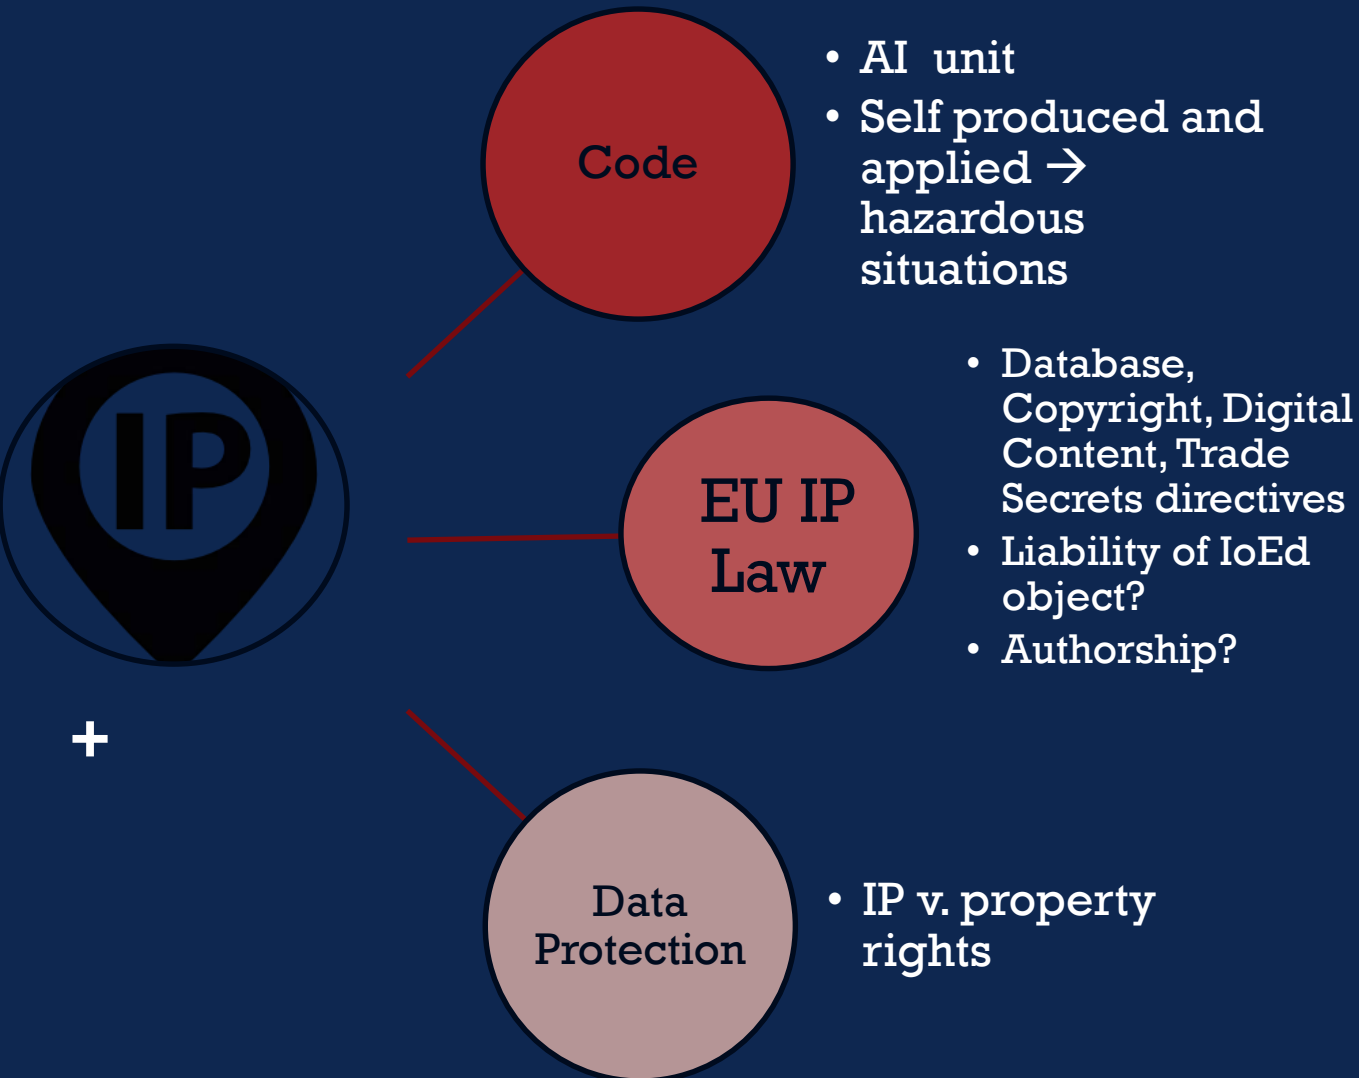 IP
+
Code
• AI unit
• Self produced and
applied →
hazardous
situations
EU IP
Law
• Database,
Copyright, Digital
Content, Trade
Secrets directives
• Liability of IoEd
object?
• Authorship?
Data
Protection
• IP v. property
rights